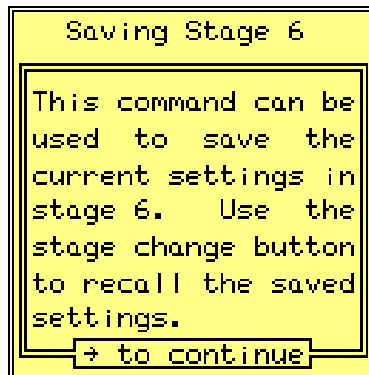 Saving Stage 6
This command can be
used to save the
current settings in
stage 6. Use the
stage change button
to recall the saved
settings.
→ to continue